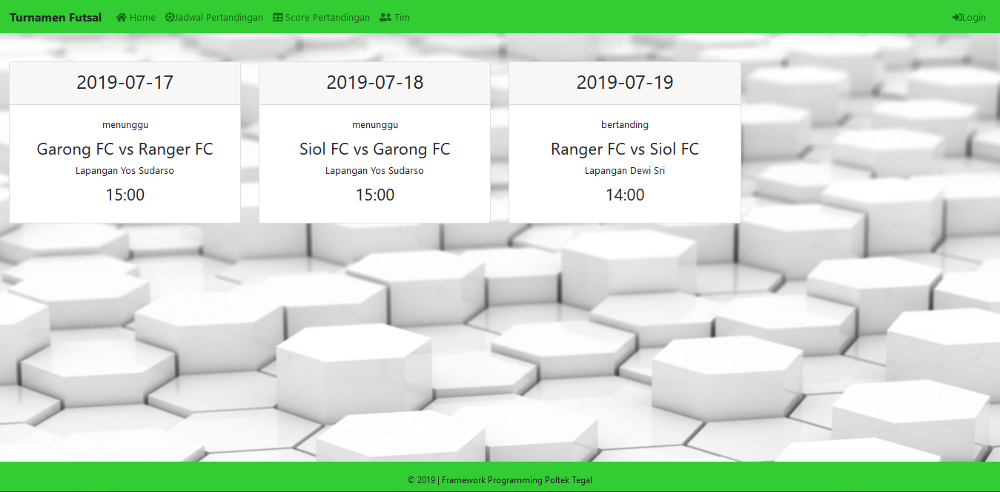 Turnamen Futsal Home Jadwal Pertandingan Score Pertandingan Tim Login
2019-07-17
menunggu
Garong FC vs Ranger FC
Lapangan Yos Sudarso
15:00
2019-07-18
menunggu
Siol FC vs Garong FC
Lapangan Yos Sudarso
15:00
2019-07-19
bertanding
Ranger FC vs Siol FC
Lapangan Dewi Sri
14:00
© 2019 | Framework Programming Poltek Tegal